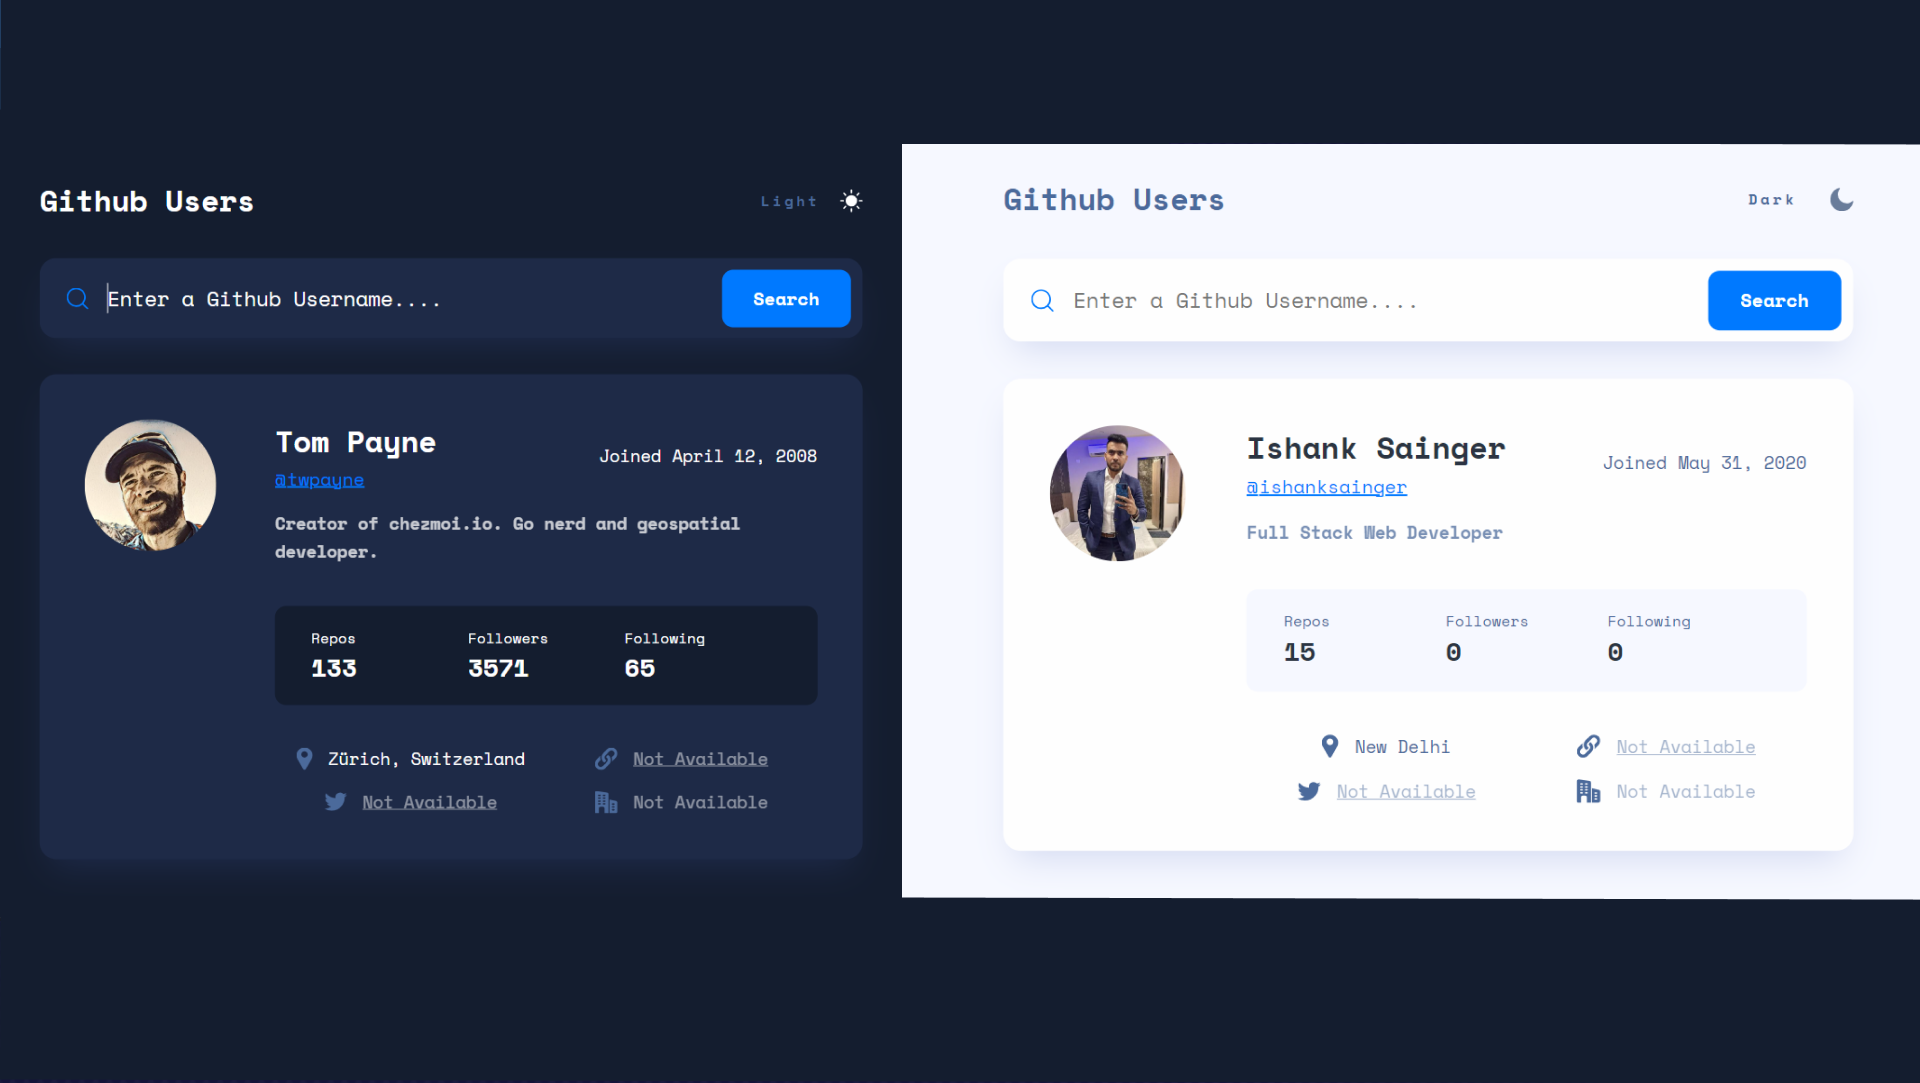 Github Users
Light
Enter a Github Username....
Search
Tom Payne
Joined April 12, 2008
@twpayne
Creator of chezmoi.io. Go nerd and geospatial
developer.
Repos Followers Following
133 3571 65
Zürich, Switzerland
Not Available
Not Available
Not Available
Github Users
Dark
Enter a Github Username....
Search
Ishank Sainger
Joined May 31, 2020
@ishanksainger
Full Stack Web Developer
Repos Followers Following
15 0 0
New Delhi
Not Available
Not Available
Not Available